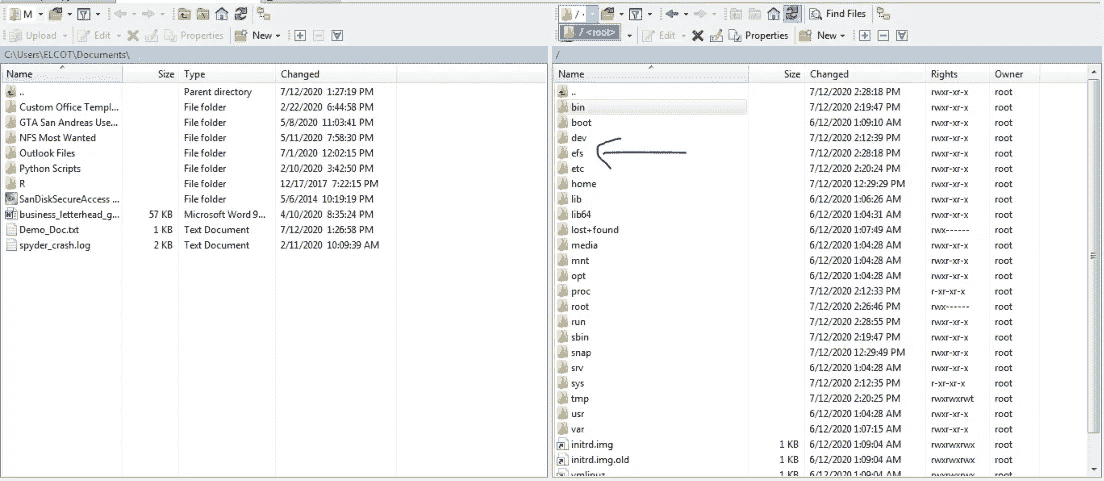 M
/
Find Files
/ <root>
Upload Edit Properties New
Edit Properties New
C:\Users\ELCOT\Documents\
/
Name Size Type Changed
.. Parent directory 7/12/2020 1:27:19 PM
Custom Office Templ... File folder 2/22/2020 6:44:58 PM
GTA San Andreas Use... File folder 5/8/2020 11:03:41 PM
NFS Most Wanted File folder 5/11/2020 7:58:30 PM
Outlook Files File folder 7/1/2020 12:02:15 PM
Python Scripts File folder 2/10/2020 3:42:50 PM
R File folder 12/17/2017 7:22:15 PM
SanDiskSecureAccess ... File folder 5/6/2014 10:19:19 PM
business_letterhead_g... 57 KB Microsoft Word 9... 4/10/2020 8:35:24 PM
Demo_Doc.txt 1 KB Text Document 7/12/2020 1:26:58 PM
spyder_crash.log 2 KB Text Document 2/11/2020 10:09:39 AM
Name Size Changed Rights Owner
.. 7/12/2020 2:28:18 PM rwxr-xr-x root
bin 7/12/2020 2:19:47 PM rwxr-xr-x root
boot 6/12/2020 1:09:10 AM rwxr-xr-x root
dev 7/12/2020 2:12:39 PM rwxr-xr-x root
efs 7/12/2020 2:28:18 PM rwxr-xr-x root
etc 7/12/2020 2:20:24 PM rwxr-xr-x root
home 7/12/2020 12:29:29 PM rwxr-xr-x root
lib 6/12/2020 1:06:26 AM rwxr-xr-x root
lib64 6/12/2020 1:04:31 AM rwxr-xr-x root
lost+found 6/12/2020 1:07:49 AM rwx------ root
media 6/12/2020 1:04:28 AM rwxr-xr-x root
mnt 6/12/2020 1:04:28 AM rwxr-xr-x root
opt 6/12/2020 1:04:28 AM rwxr-xr-x root
proc 7/12/2020 2:12:33 PM r-xr-xr-x root
root 7/12/2020 2:26:46 PM rwx------ root
run 7/12/2020 2:28:55 PM rwxr-xr-x root
sbin 7/12/2020 2:19:47 PM rwxr-xr-x root
snap 7/12/2020 12:29:49 PM rwxr-xr-x root
srv 6/12/2020 1:04:28 AM rwxr-xr-x root
sys 7/12/2020 2:12:35 PM r-xr-xr-x root
tmp 7/12/2020 2:20:25 PM rwxrwxrwt root
usr 6/12/2020 1:04:28 AM rwxr-xr-x root
var 6/12/2020 1:07:15 AM rwxr-xr-x root
initrd.img 1 KB 6/12/2020 1:09:04 AM rwxrwxrwx root
initrd.img.old 1 KB 6/12/2020 1:09:04 AM rwxrwxrwx root
vmlinuz 1 KB 6/12/2020 1:09:04 AM rwxrwxrwx root